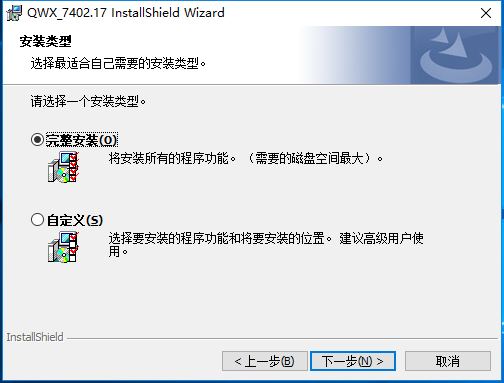 QWX_7402.17 InstallShield Wizard
安装类型
选择最适合自己需要的安装类型。
请选择一个安装类型。
完整安装(O)
将安装所有的程序功能。（需要的磁盘空间最大）。
自定义(S)
选择要安装的程序功能和将要安装的位置。建议高级用户使
用。
InstallShield
< 上一步(B)
下一步(N) >
取消